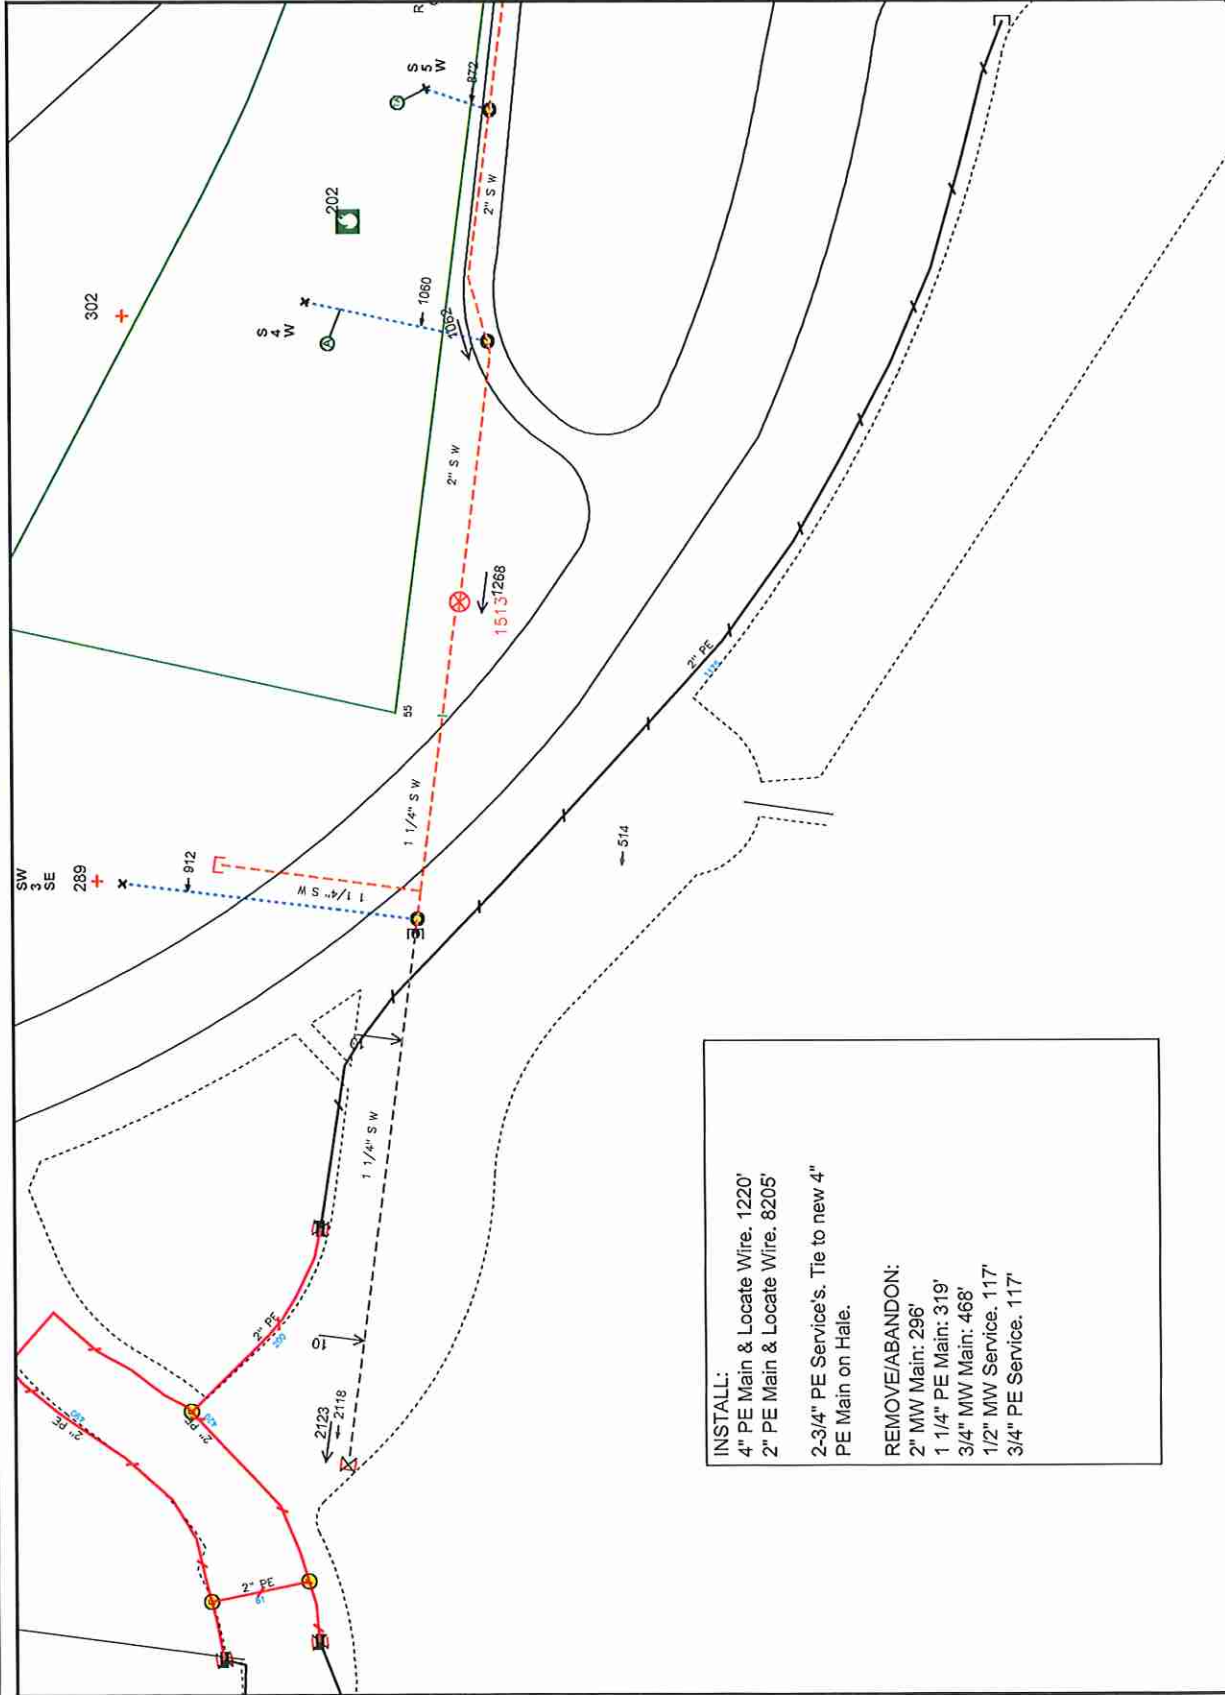 INSTALL:
4" PE Main & Locate Wire. 1220'
2" PE Main & Locate Wire. 8205'
2-3/4" PE Service's. Tie to new 4"
PE Main on Hale.
REMOVE/ABANDON:
2" MW Main: 296'
1 1/4" PE Main: 319'
3/4" MW Main: 468'
1/2" MW Service. 117'
3/4" PE Service. 117'
2" PE
490
2" PE
420
2" PE
61
2" PE
2123
2118
10
1 1/4" S W
SW
3
SE
289
912
1 1/4" S W
1 1/4" S W
55
514
2" PE
1513
1268
2" S W
302
S
4
W
A
1060
1062
202
2" S W
S
5
W
872
R